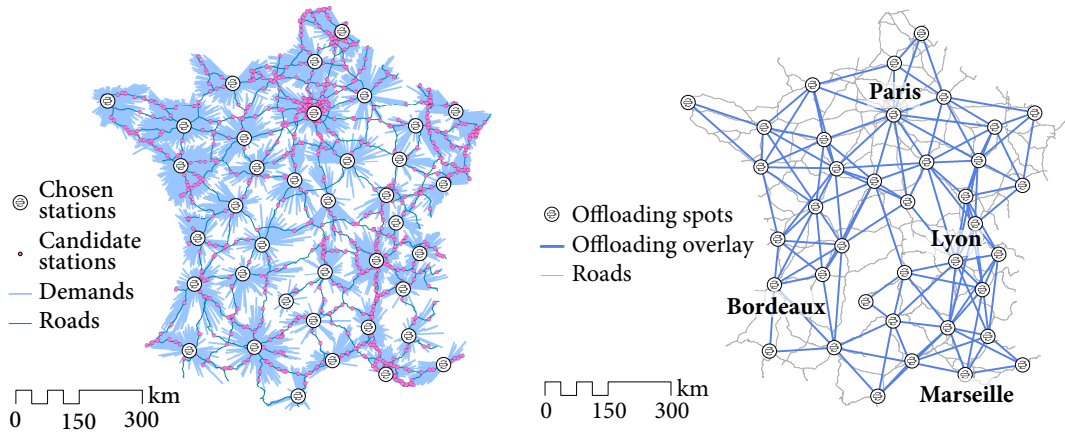 Chosen
stations
Candidate
stations
Demands
Roads
km
0 150 300
Paris
Lyon
Bordeaux
Marseille
Offloading spots
Offloading overlay
Roads
km
0 150 300